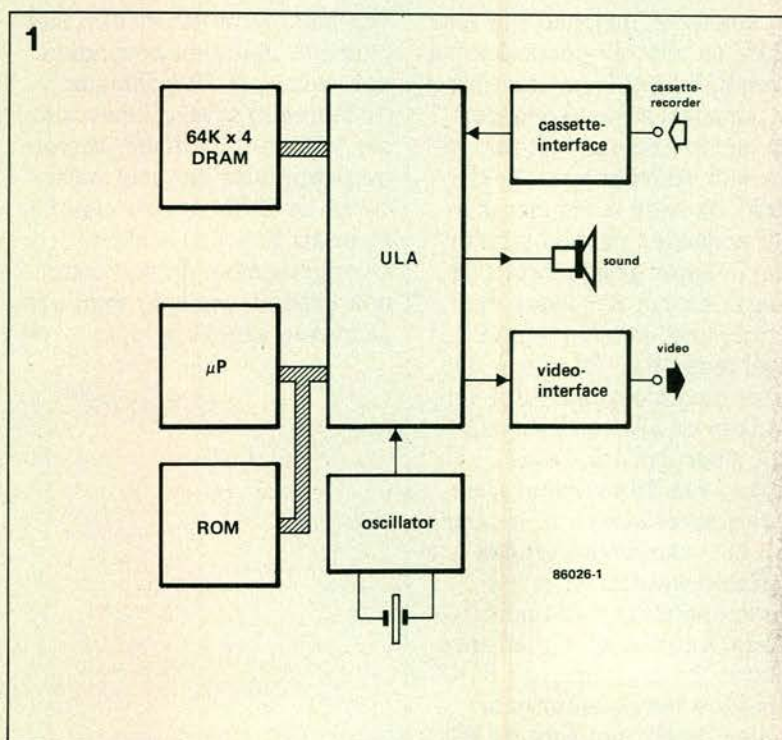 1
64K x 4
DRAM
ULA
cassette-
interface
cassette-
recorder
sound
µP
video-
interface
video
ROM
oscillator
86026-1